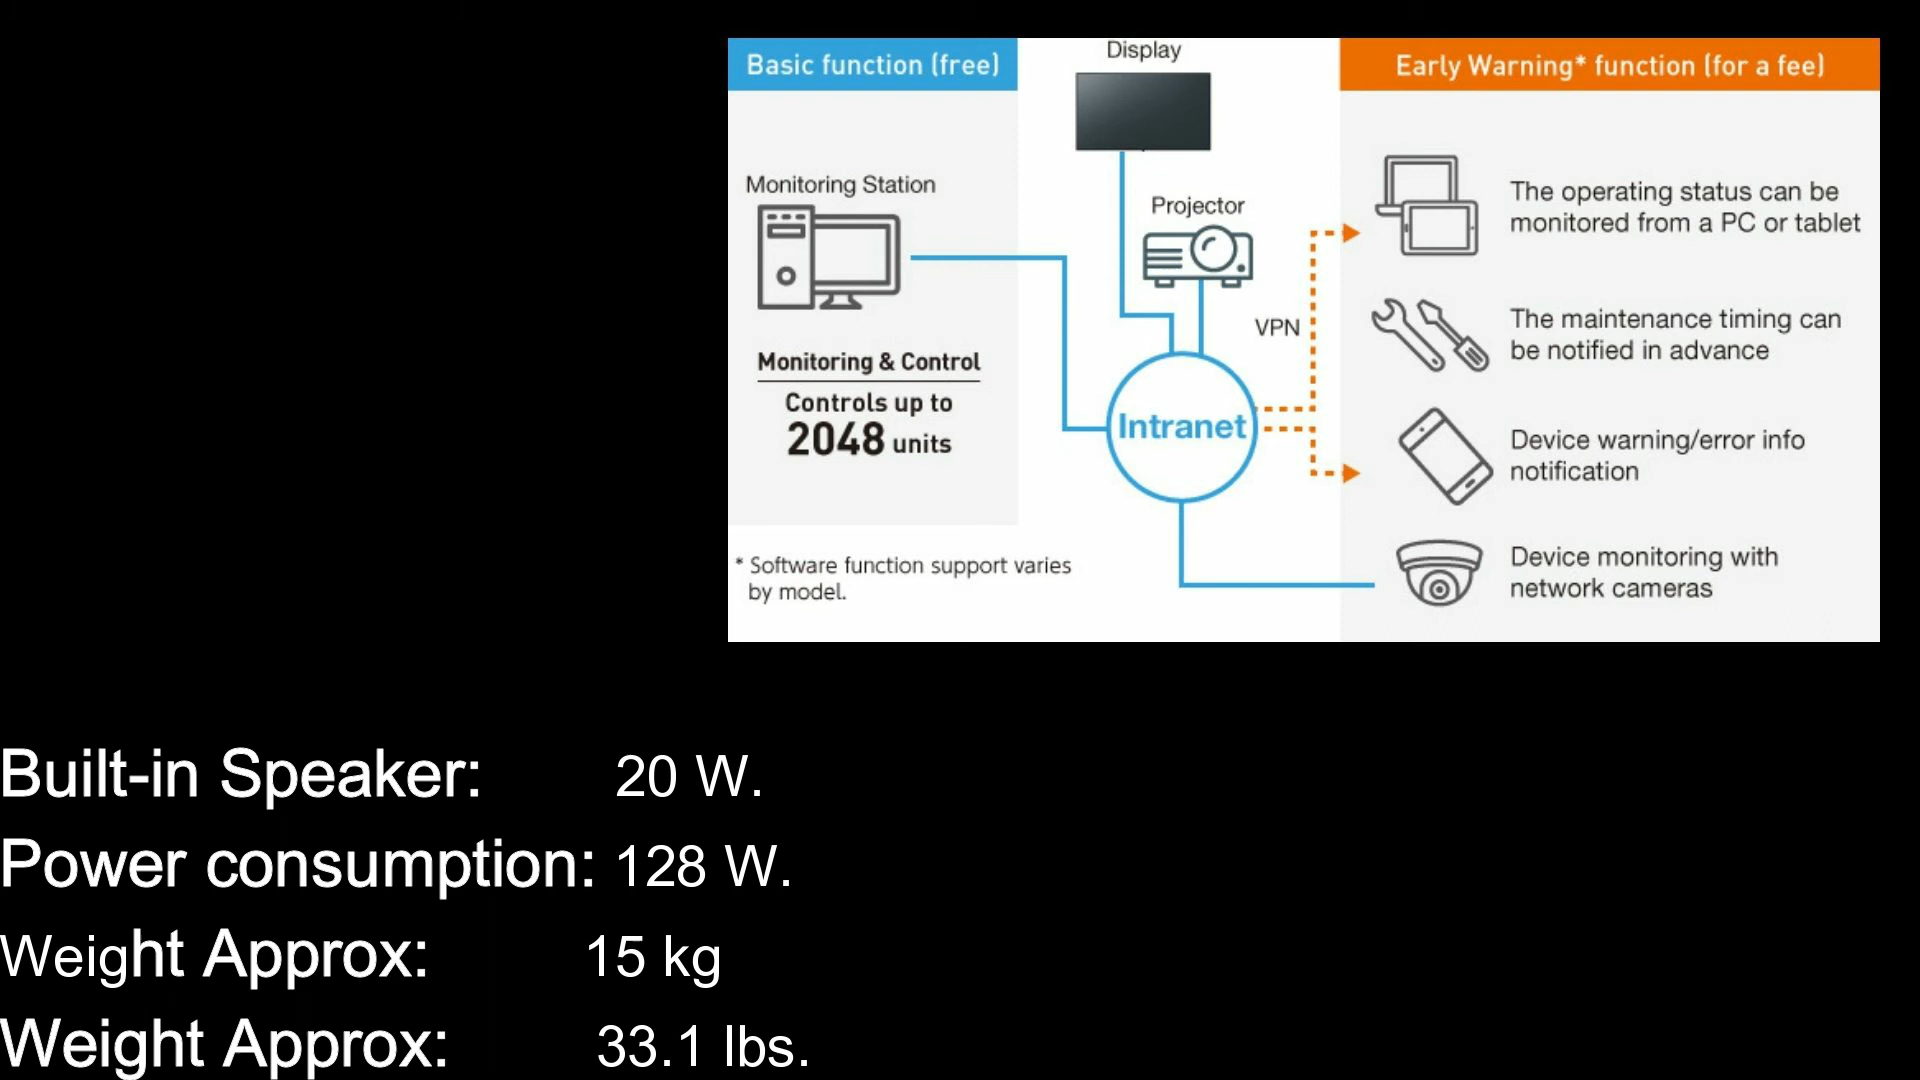 Basic function (free)
Display
Early Warning* function (for a fee)
Monitoring Station
Projector
The operating status can be
monitored from a PC or tablet
VPN
The maintenance timing can
be notified in advance
Monitoring & Control
Controls up to
2048 units
Intranet
Device warning/error info
notification
* Software function support varies
by model.
Device monitoring with
network cameras
Built-in Speaker: 20 W.
Power consumption: 128 W.
Weight Approx: 15 kg
Weight Approx: 33.1 lbs.